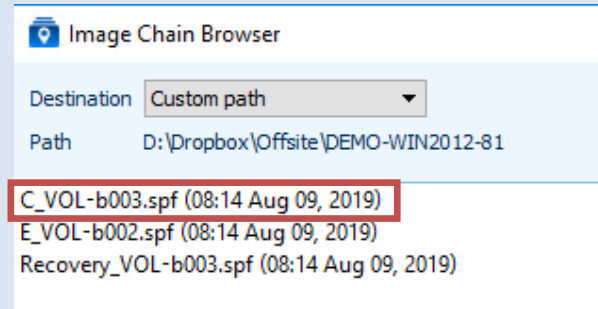 Image Chain Browser
Destination Custom path
Path D:\Dropbox\Offsite\DEMO-WIN2012-81
C_VOL-b003.spf (08:14 Aug 09, 2019)
E_VOL-b002.spf (08:14 Aug 09, 2019)
Recovery_VOL-b003.spf (08:14 Aug 09, 2019)